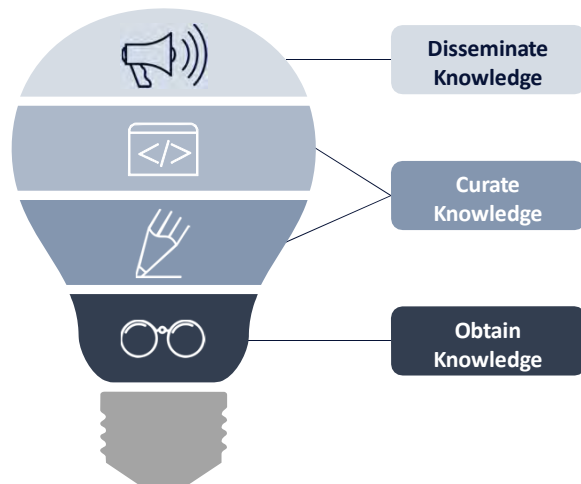 Disseminate
Knowledge
</>
Curate
Knowledge
Obtain
Knowledge